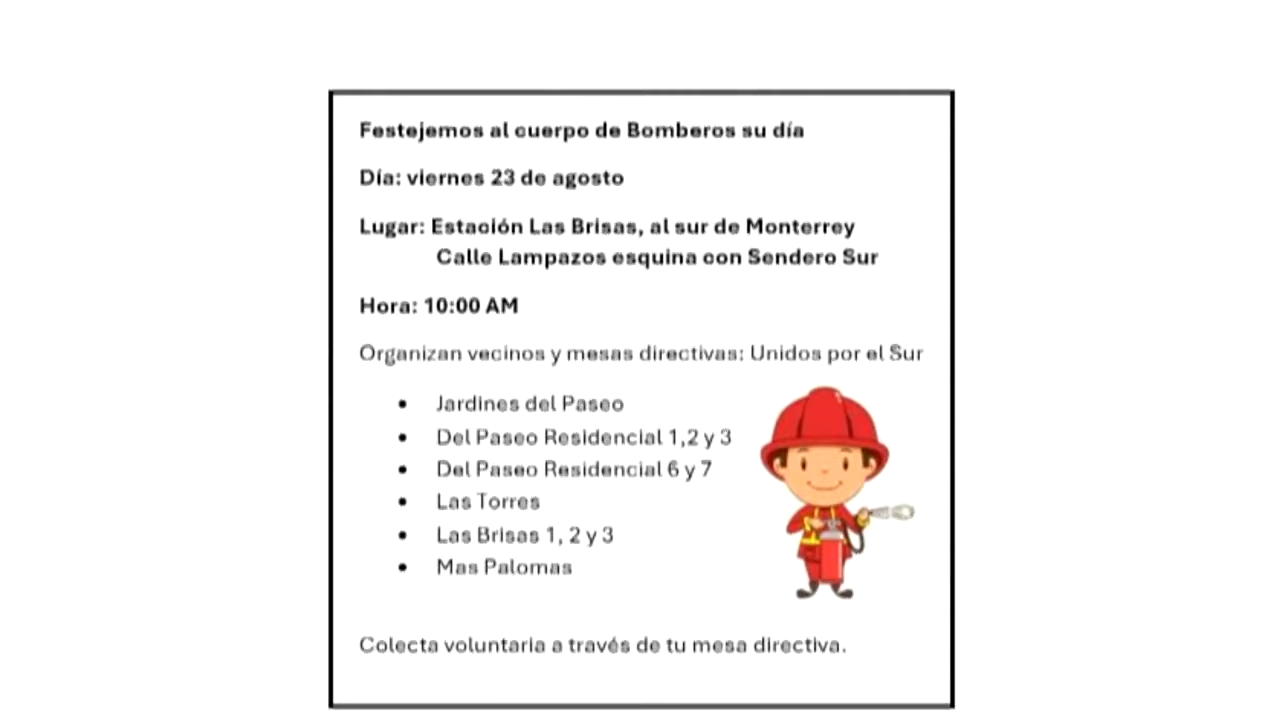 Festejemos al cuerpo de Bomberos su día
Día: viernes 23 de agosto
Lugar: Estación Las Brisas, al sur de Monterrey
Calle Lampazos esquina con Sendero Sur
Hora: 10:00 AM
Organizan vecinos y mesas directivas: Unidos por el Sur
• Jardines del Paseo
• Del Paseo Residencial 1,2 y 3
• Del Paseo Residencial 6 y 7
• Las Torres
• Las Brisas 1, 2 y 3
• Mas Palomas
Colecta voluntaria a través de tu mesa directiva.